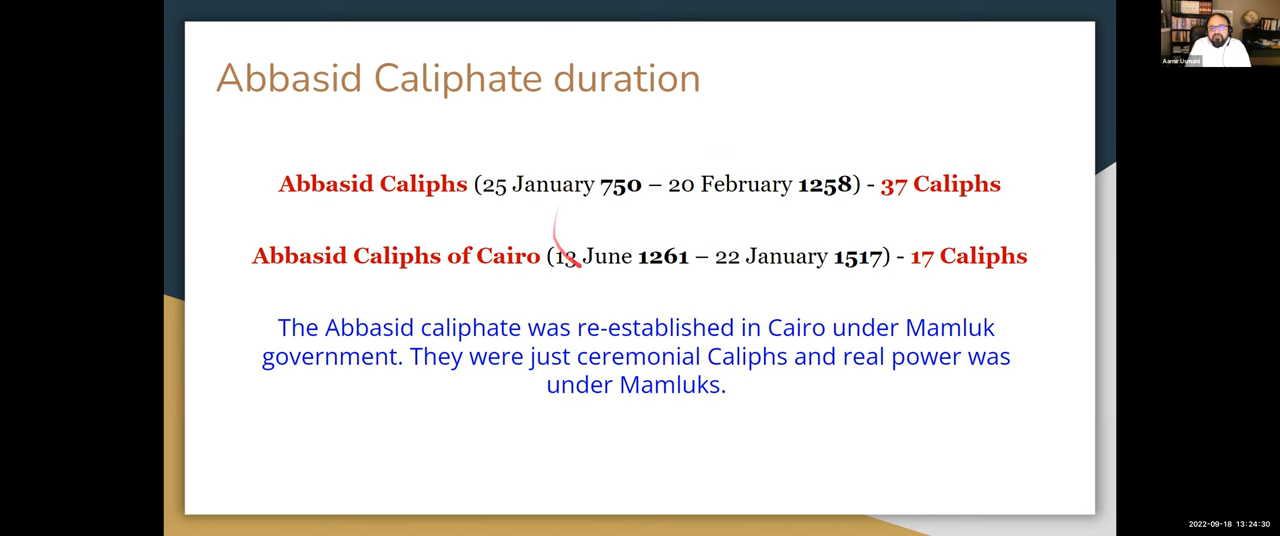 Abbasid Caliphate duration
Abbasid Caliphs (25 January 750 – 20 February 1258) - 37 Caliphs
Abbasid Caliphs of Cairo (13 June 1261 – 22 January 1517) - 17 Caliphs
The Abbasid caliphate was re-established in Cairo under Mamluk
government. They were just ceremonial Caliphs and real power was
under Mamluks.
Aamir Usmani
2022-09-18 13:24:30